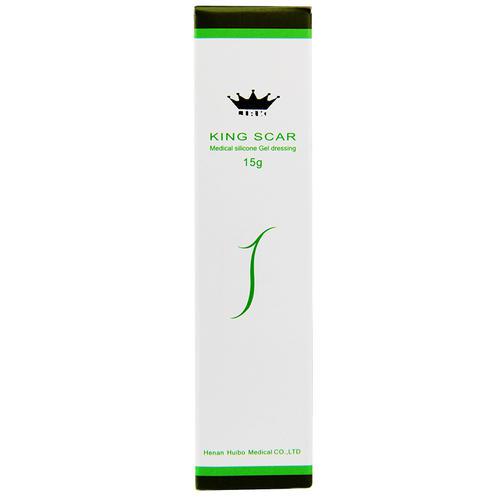 KING SCAR
Medical silicone Gel dressing
15g
Henan Huibo Medical CO.,LTD